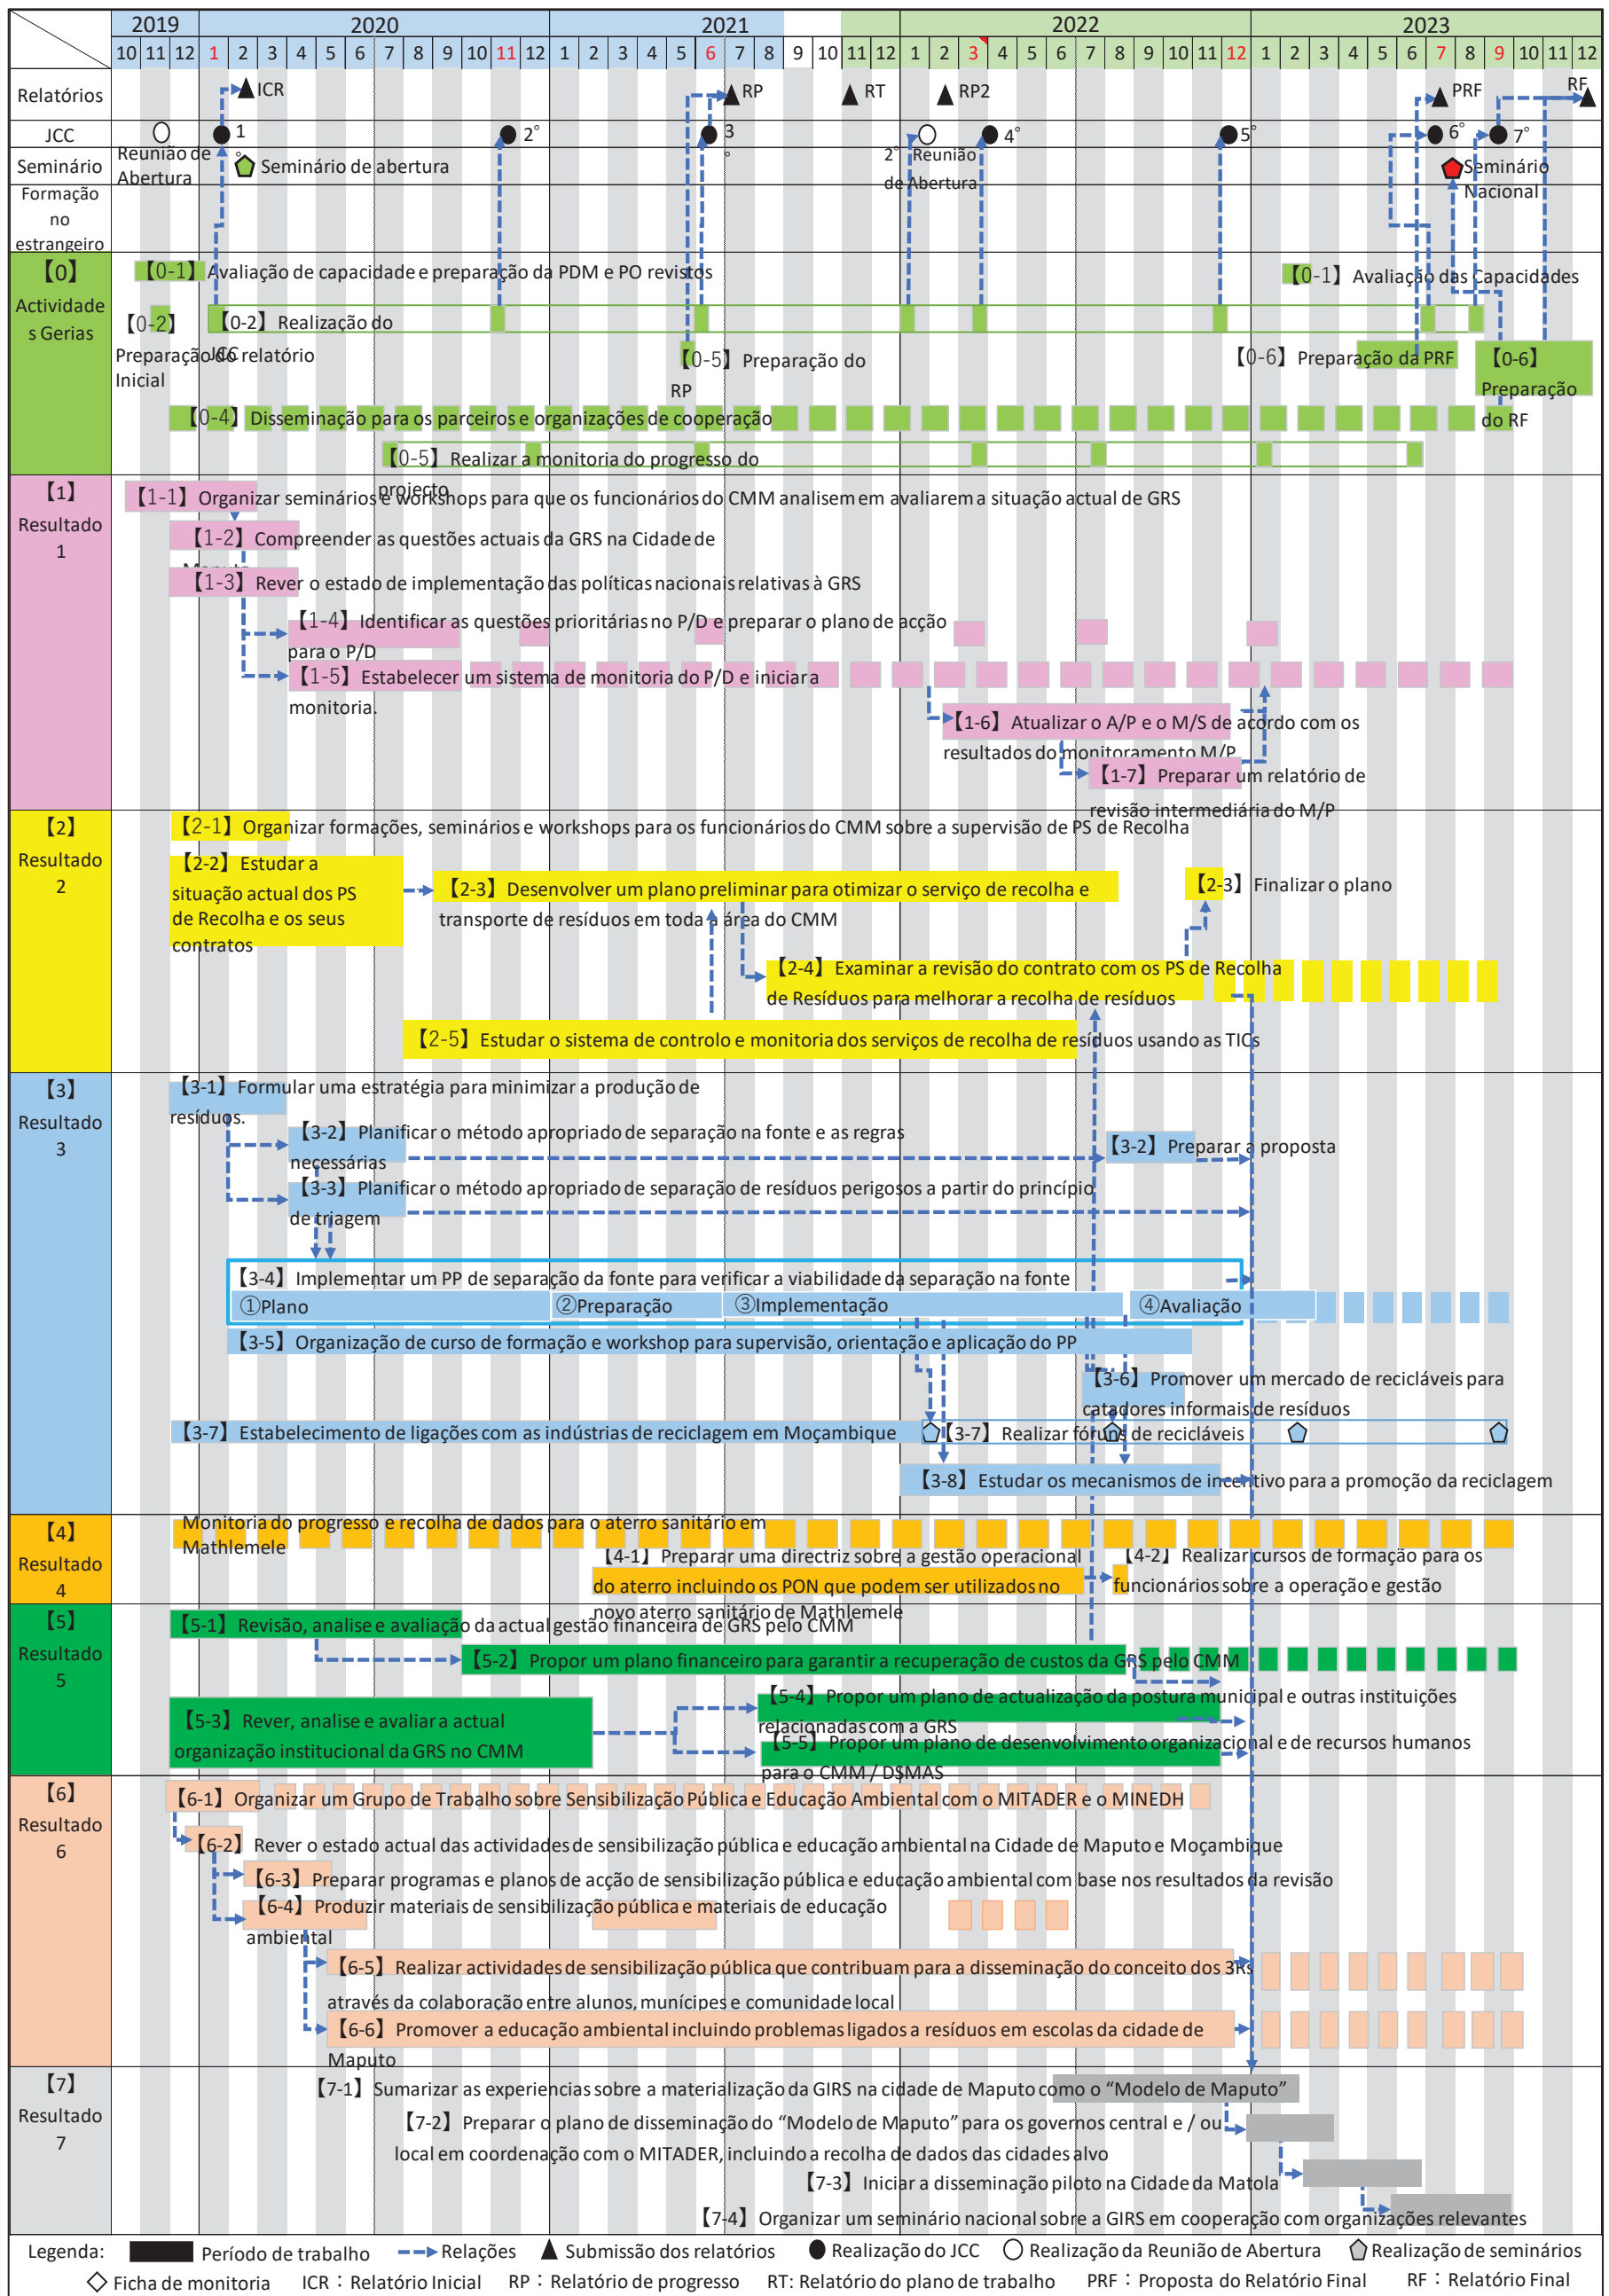 2019 2020 2021 2022 2023
10 11 12 1 2 3 4 5 6 7 8 9 10 11 12 1 2 3 4 5 6 7 8 9 10 11 12 1 2 3 4 5 6 7 8 9 10 11 12 1 2 3 4 5 6 7 8 9 10 11 12
Relatórios
ICR RP RT RP2 PRF RF
JCC
1° 2° 3° 4° 5° 6° 7°
Reunião de
Abertura
2° Reunião
de Abertura
Seminário
Seminário de abertura
Seminário
Nacional
Formação
no
estrangeiro
【0】
Actividade
s Gerias
【0-1】 Avaliação de capacidade e preparação da PDM e PO revistos
【0-1】 Avaliação das Capacidades
【0-2】
Preparação do relatório
Inicial
【0-2】 Realização do
JCC
【0-5】 Preparação do
RP
【0-6】 Preparação da PRF
【0-6】
Preparação
do RF
【0-4】 Disseminação para os parceiros e organizações de cooperação
【0-5】 Realizar a monitoria do progresso do
projecto
【1】
Resultado
1
【1-1】 Organizar seminários e workshops para que os funcionários do CMM analisem em avaliarem a situação actual de GRS
【1-2】 Compreender as questões actuais da GRS na Cidade de
Maputo
【1-3】 Rever o estado de implementação das políticas nacionais relativas à GRS
【1-4】 Identificar as questões prioritárias no P/D e preparar o plano de acção
para o P/D
【1-5】 Estabelecer um sistema de monitoria do P/D e iniciar a
monitoria.
【1-6】 Atualizar o A/P e o M/S de acordo com os
resultados do monitoramento M/P
【1-7】 Preparar um relatório de
revisão intermediária do M/P
【2】
Resultado
2
【2-1】 Organizar formações, seminários e workshops para os funcionários do CMM sobre a supervisão de PS de Recolha
【2-2】 Estudar a
situação actual dos PS
de Recolha e os seus
contratos
【2-3】 Desenvolver um plano preliminar para otimizar o serviço de recolha e
transporte de resíduos em toda a área do CMM
【2-3】 Finalizar o plano
【2-4】 Examinar a revisão do contrato com os PS de Recolha
de Resíduos para melhorar a recolha de resíduos
【2-5】 Estudar o sistema de controlo e monitoria dos serviços de recolha de resíduos usando as TICs
【3】
Resultado
3
【3-1】 Formular uma estratégia para minimizar a produção de
resíduos.
【3-2】 Planificar o método apropriado de separação na fonte e as regras
necessárias
【3-2】 Preparar a proposta
【3-3】 Planificar o método apropriado de separação de resíduos perigosos a partir do princípio
de triagem
【3-4】 Implementar um PP de separação da fonte para verificar a viabilidade da separação na fonte
①Plano ②Preparação ③Implementação ④Avaliação
【3-5】 Organização de curso de formação e workshop para supervisão, orientação e aplicação do PP
【3-6】 Promover um mercado de recicláveis para
catadores informais de resíduos
【3-7】 Estabelecimento de ligações com as indústrias de reciclagem em Moçambique
【3-7】 Realizar fóruns de recicláveis
【3-8】 Estudar os mecanismos de incentivo para a promoção da reciclagem
【4】
Resultado
4
Monitoria do progresso e recolha de dados para o aterro sanitário em
Mathlemele
【4-1】 Preparar uma directriz sobre a gestão operacional
do aterro incluindo os PON que podem ser utilizados no
novo aterro sanitário de Mathlemele
【4-2】 Realizar cursos de formação para os
funcionários sobre a operação e gestão
【5】
Resultado
5
【5-1】 Revisão, analise e avaliação da actual gestão financeira de GRS pelo CMM
【5-2】 Propor um plano financeiro para garantir a recuperação de custos da GRS pelo CMM
【5-3】 Rever, analise e avaliar a actual
organização institucional da GRS no CMM
【5-4】 Propor um plano de actualização da postura municipal e outras instituições
relacionadas com a GRS
【5-5】 Propor um plano de desenvolvimento organizacional e de recursos humanos
para o CMM / DSMAS
【6】
Resultado
6
【6-1】 Organizar um Grupo de Trabalho sobre Sensibilização Pública e Educação Ambiental com o MITADER e o MINEDH
【6-2】 Rever o estado actual das actividades de sensibilização pública e educação ambiental na Cidade de Maputo e Moçambique
【6-3】 Preparar programas e planos de acção de sensibilização pública e educação ambiental com base nos resultados da revisão
【6-4】 Produzir materiais de sensibilização pública e materiais de educação
ambiental
【6-5】 Realizar actividades de sensibilização pública que contribuam para a disseminação do conceito dos 3Rs
através da colaboração entre alunos, munícipes e comunidade local
【6-6】 Promover a educação ambiental incluindo problemas ligados a resíduos em escolas da cidade de
Maputo
【7】
Resultado
7
【7-1】 Sumarizar as experiencias sobre a materialização da GIRS na cidade de Maputo como o “Modelo de Maputo”
【7-2】 Preparar o plano de disseminação do “Modelo de Maputo” para os governos central e / ou
local em coordenação com o MITADER, incluindo a recolha de dados das cidades alvo
【7-3】 Iniciar a disseminação piloto na Cidade da Matola
【7-4】 Organizar um seminário nacional sobre a GIRS em cooperação com organizações relevantes
Legenda: Período de trabalho Relações Submissão dos relatórios Realização do JCC Realização da Reunião de Abertura Realização de seminários
Ficha de monitoria ICR：Relatório Inicial RP：Relatório de progresso RT: Relatório do plano de trabalho PRF：Proposta do Relatório Final RF：Relatório Final